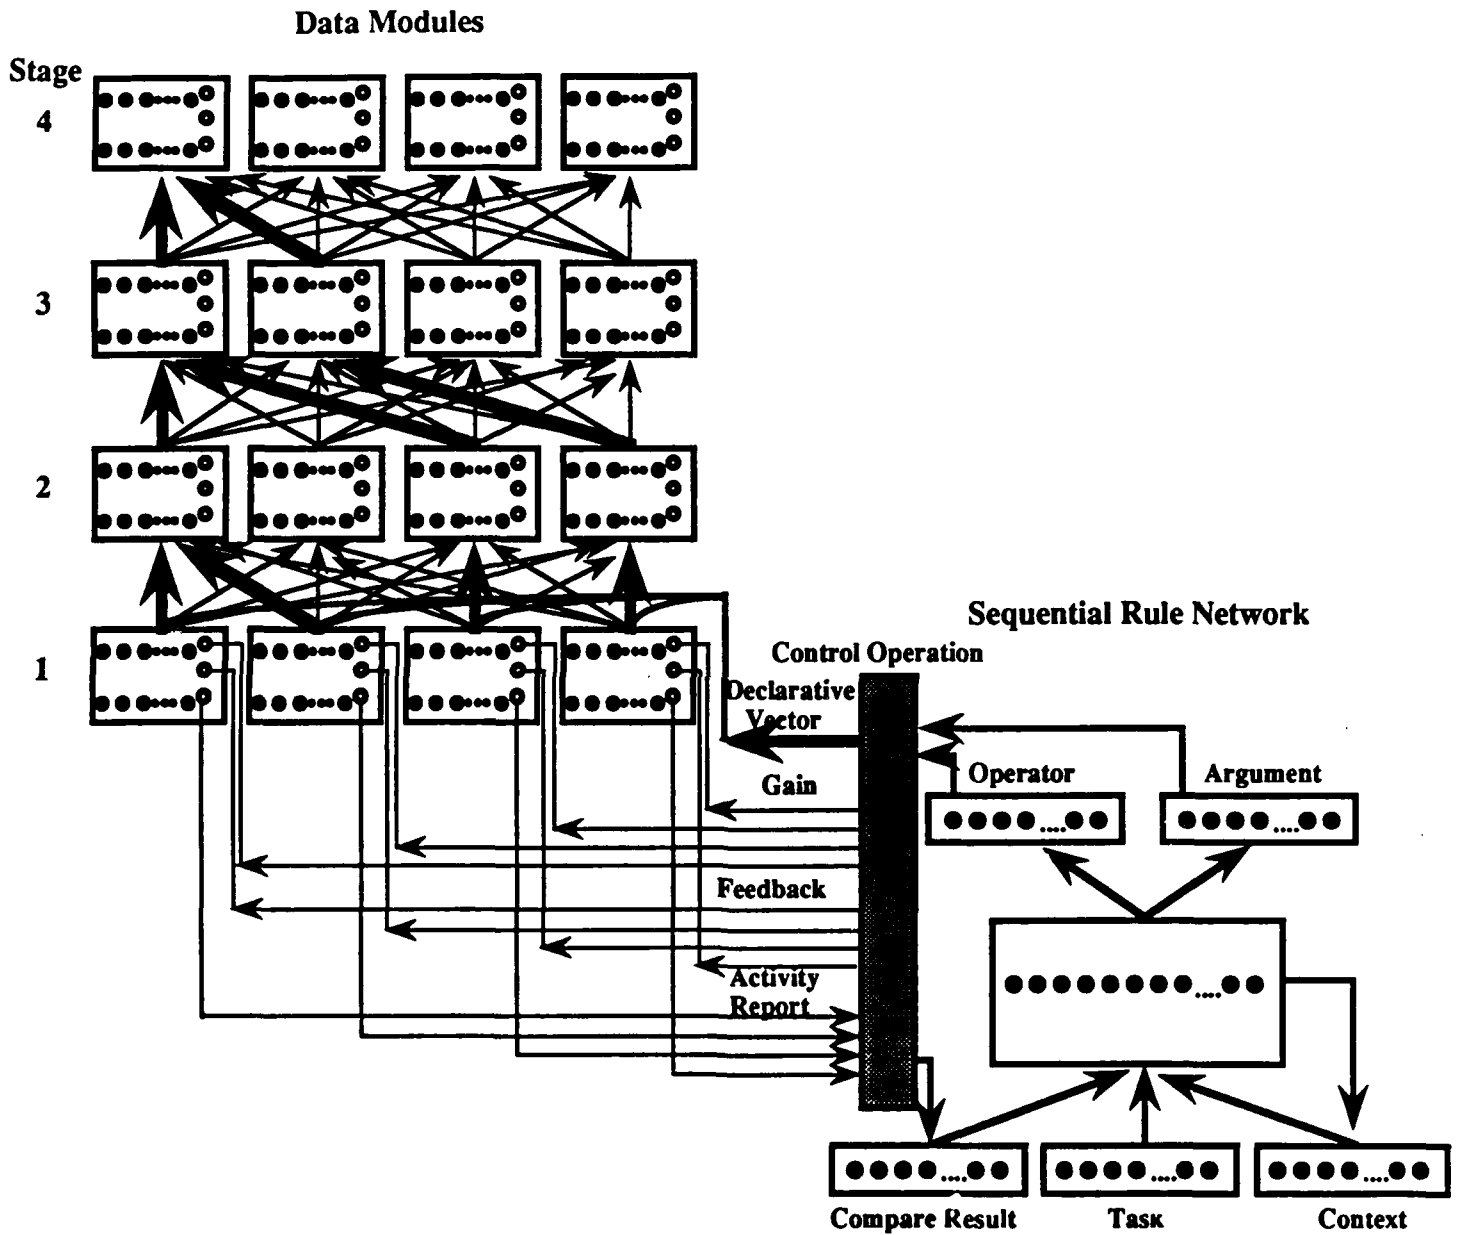 Data Modules
Stage
4
3
2
1
Sequential Rule Network
Control Operation
Declarative
Vector
Operator
Argument
Gain
Feedback
Activity
Report
Compare Result
Task
Context